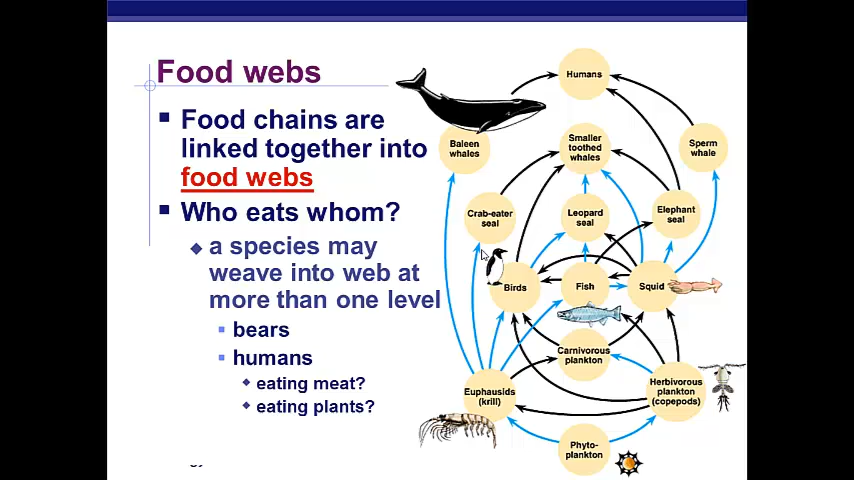 Food webs
Food chains are
linked together into
food webs
Who eats whom?
a species may
weave into web at
more than one level
bears
humans
eating meat?
eating plants?
Humans
Baleen
whales
Smaller
toothed
whales
Sperm
whale
Crab-eater
seal
Leopard
seal
Elephant
seal
Birds
Fish
Squid
Carnivorous
plankton
Euphausids
(krill)
Herbivorous
plankton
(copepods)
Phyto-
plankton